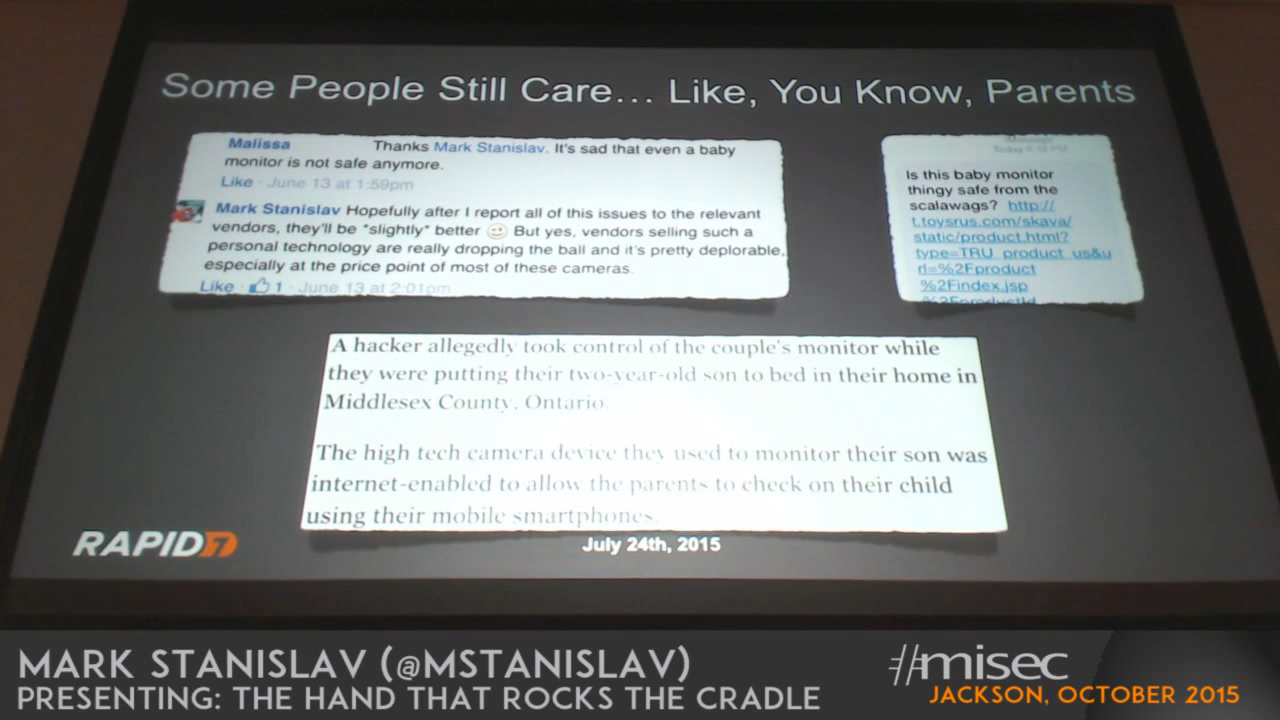 Some People Still Care... Like, You Know, Parents
Malissa Thanks Mark Stanislav. It's sad that even a baby
monitor is not safe anymore.
Like · June 13 at 1:59pm
Mark Stanislav Hopefully after I report all of this issues to the relevant
vendors, they'll be *slightly* better But yes, vendors selling such a
personal technology are really dropping the ball and it's pretty deplorable,
especially at the price point of most of these cameras.
Like · 1 · June 13 at 2:01pm
Today PM
Is this baby monitor
thingy safe from the
scalawags? http://
t.toysrus.com/skava/
static/product.html?
type=TRU_product_us&u
rl=%2Fproduct
%2Findex.jsp
%2FproductId
A hacker allegedly took control of the couple's monitor while
they were putting their two-year-old son to bed in their home in
Middlesex County, Ontario.
The high tech camera device they used to monitor their son was
internet-enabled to allow the parents to check on their child
using their mobile smartphones.
RAPID7
July 24th, 2015
MARK STANISLAV (@MSTANISLAV)
PRESENTING: THE HAND THAT ROCKS THE CRADLE
#misec
JACKSON, OCTOBER 2015